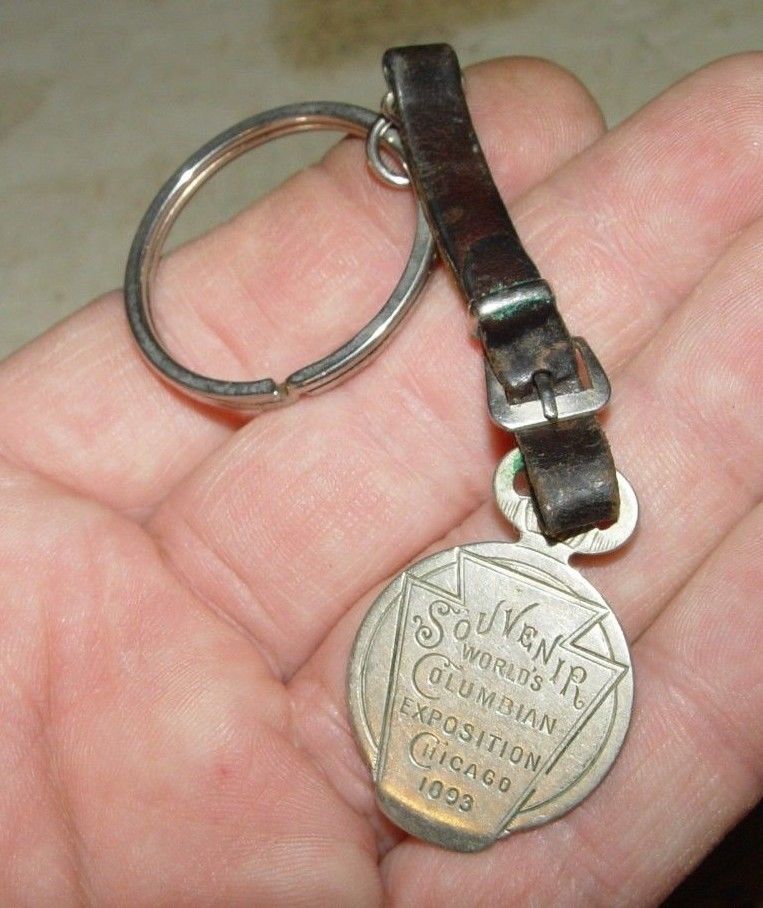 SOUVENIR
WORLD'S
COLUMBIAN
EXPOSITION
CHICAGO
1893